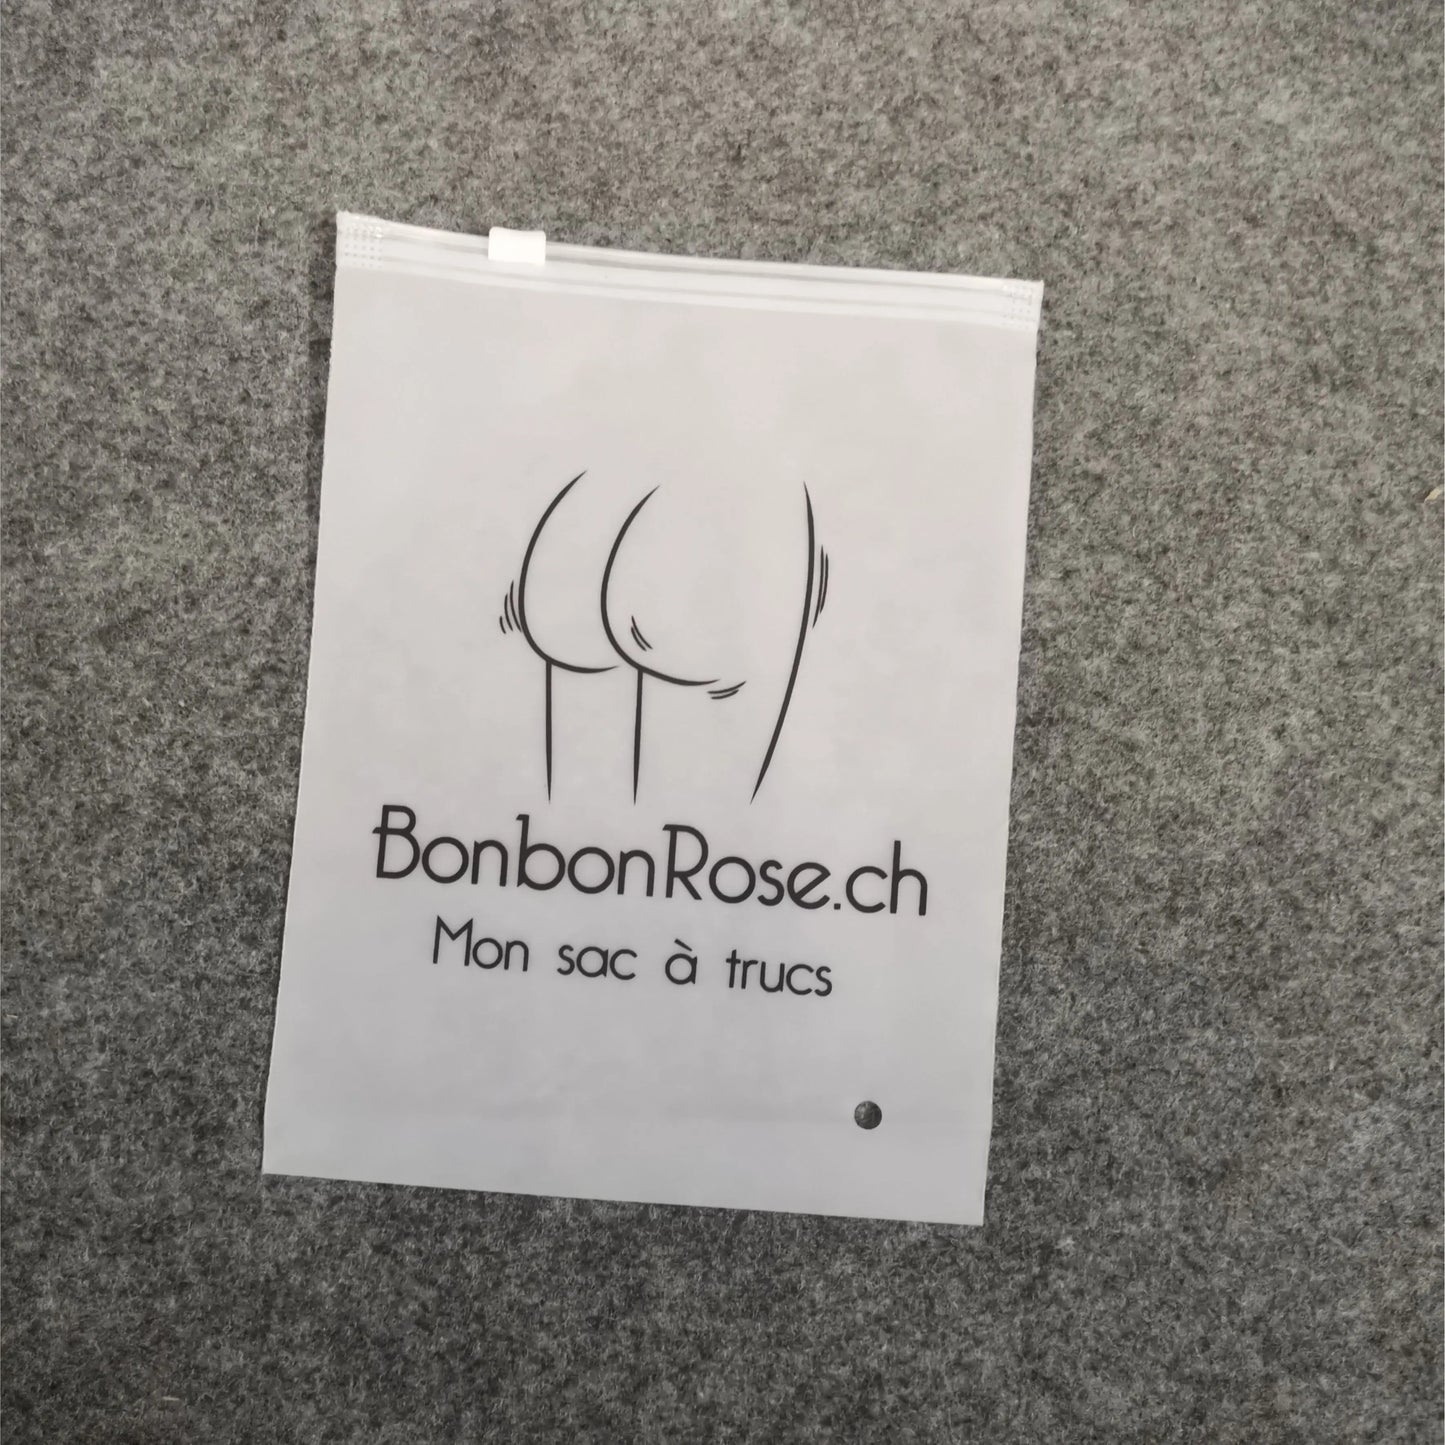 BonbonRose.ch
Mon sac à trucs